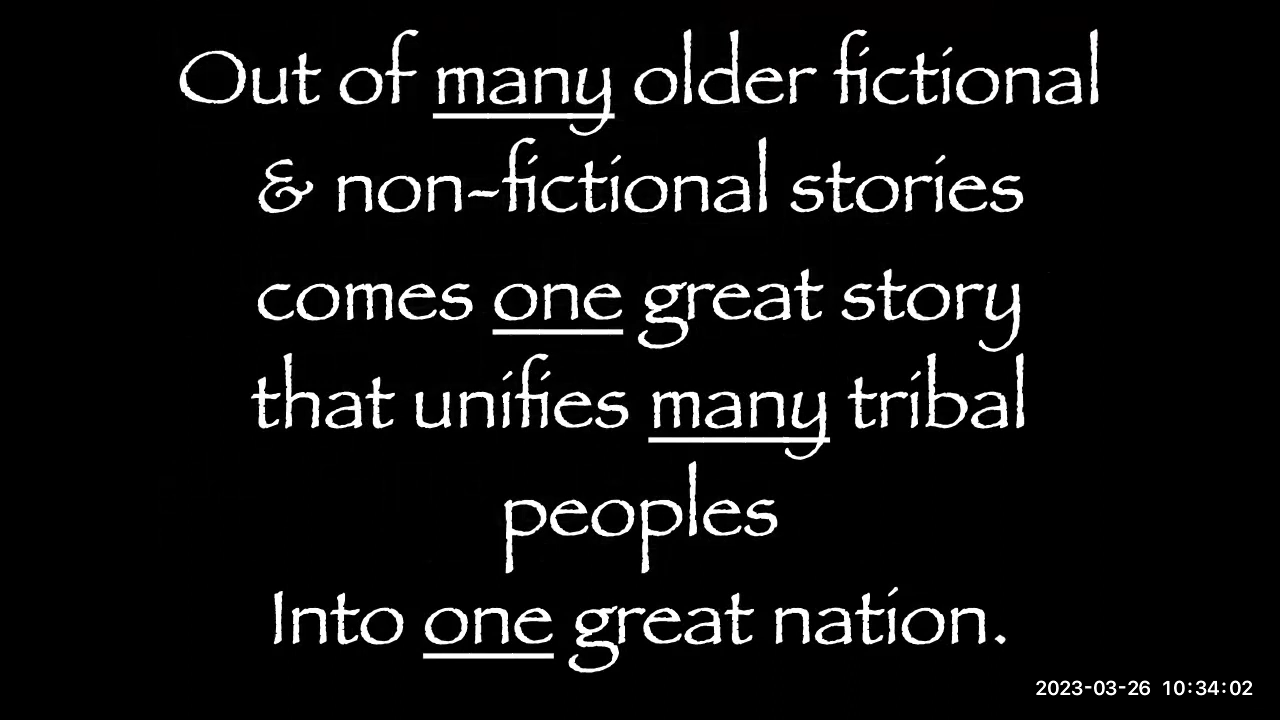 Out of many older fictional
& non-fictional stories
comes one great story
that unifies many tribal
peoples
Into one great nation.
2023-03-26 10:34:02